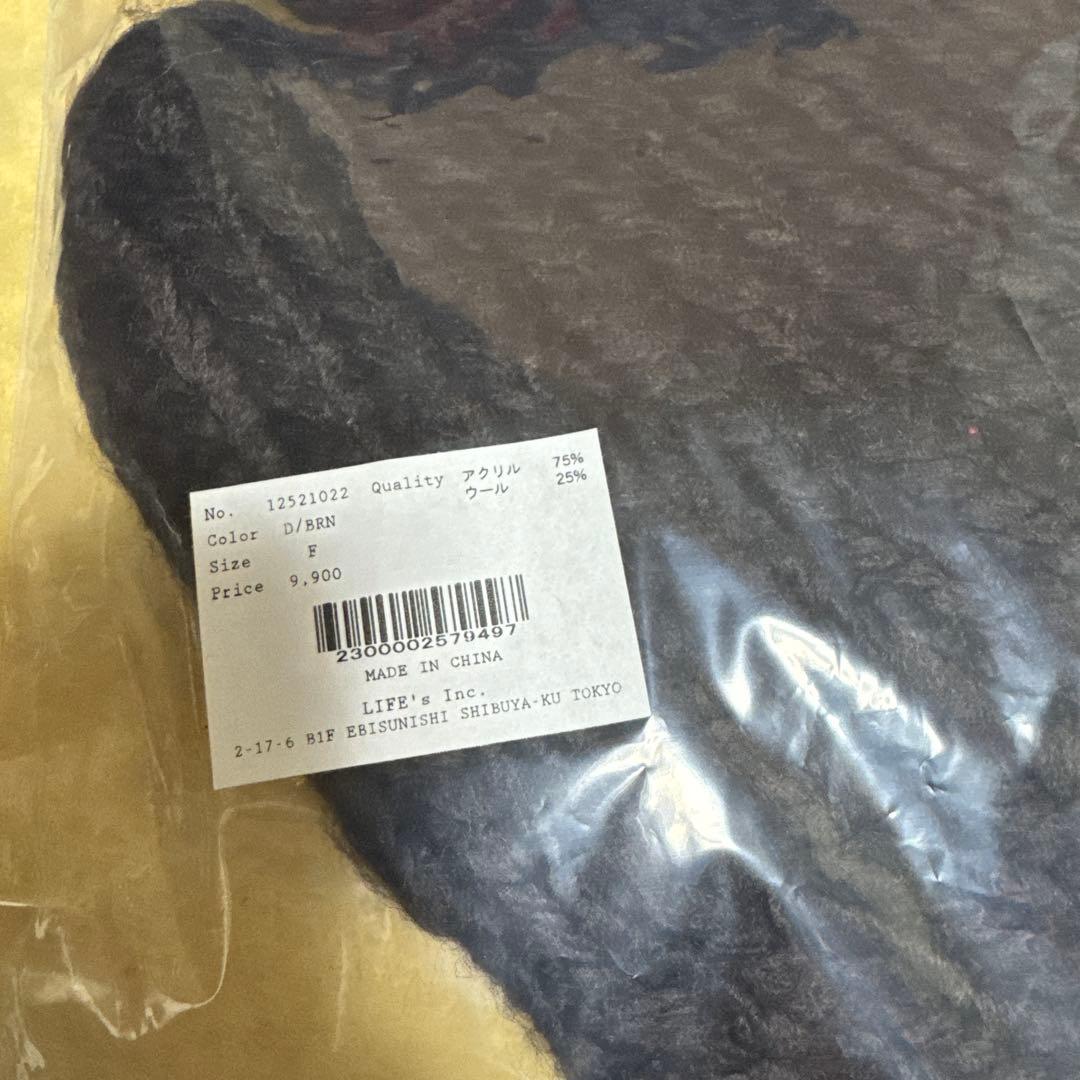 No. 12521022 Quality アクリル 75%
ウール 25%
Color D/BRN
Size F
Price 9,900
2300002579497
MADE IN CHINA
LIFE's Inc.
2-17-6 B1F EBISUNISHI SHIBUYA-KU TOKYO